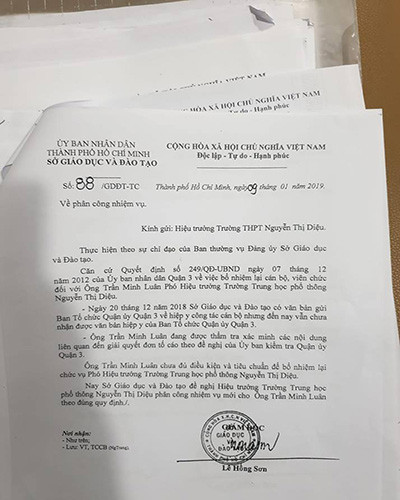 CỘNG HÒA XÃ HỘI CHỦ NGHĨA VIỆT NAM
ỦY BAN NHÂN DÂN
THÀNH PHỐ HỒ CHÍ MINH
SỞ GIÁO DỤC VÀ ĐÀO TẠO
CỘNG HÒA XÃ HỘI CHỦ NGHĨA VIỆT NAM
Độc lập - Tự do - Hạnh phúc
Số: 88 /GDĐT-TC
Thành phố Hồ Chí Minh, ngày 09 tháng 01 năm 2019.
Về phân công nhiệm vụ.
Kính gửi: Hiệu trưởng Trường THPT Nguyễn Thị Diệu.
Thực hiện theo sự chỉ đạo của Ban thường vụ Đảng ủy Sở Giáo dục
và Đào tạo.
Căn cứ Quyết định số 249/QĐ-UBND ngày 07 tháng 12
năm 2012 của Ủy ban nhân dân Quận 3 về việc bổ nhiệm lại cán bộ, viên chức
đối với Ông Trần Minh Luân Phó Hiệu trưởng Trường Trung học phổ thông
Nguyễn Thị Diệu.
- Ngày 20 tháng 12 năm 2018 Sở Giáo dục và Đào tạo có văn bản gửi
Ban Tổ chức Quận ủy Quận 3 về hiệp y công tác cán bộ nhưng đến nay vẫn chưa
nhận được văn bản hiệp y của Ban Tổ chức Quận ủy Quận 3.
- Ông Trần Minh Luân đang được thẩm tra xác minh các nội dung
liên quan đến giải quyết đơn tố cáo theo đề nghị của Ủy ban kiểm tra Quận ủy
Quận 3.
Ông Trần Minh Luân chưa đủ điều kiện và tiêu chuẩn để bổ nhiệm lại
chức vụ Phó Hiệu trưởng Trường Trung học phổ thông Nguyễn Thị Diệu.
Nay Sở Giáo dục và Đào tạo đề nghị Hiệu trưởng Trường Trung học
phổ thông Nguyễn Thị Diệu phân công nhiệm vụ mới cho Ông Trần Minh Luân
theo đúng quy định./.
Nơi nhận:
- Như trên;
- Lưu: VT, TCCB
GIÁM ĐỐC
SỞ
GIÁO DỤC
VÀ
ĐÀO TẠO
Lê Hồng Sơn